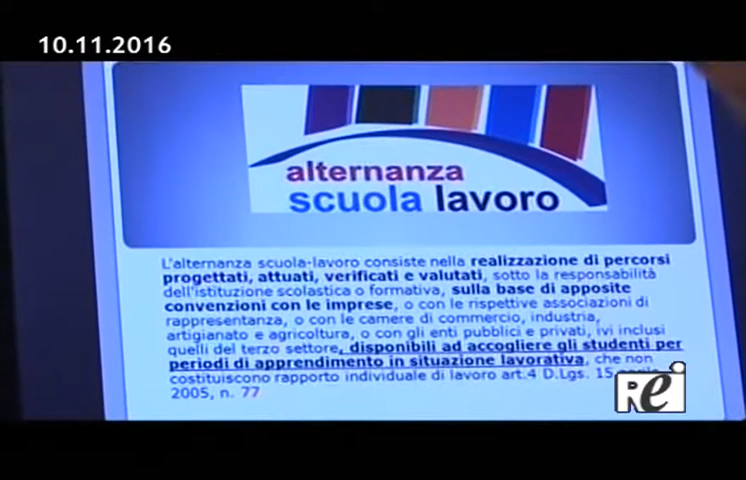 10.11.2016
alternanza
scuola lavoro
L'alternanza scuola-lavoro consiste nella realizzazione di percorsi
progettati, attuati, verificati e valutati, sotto la responsabilità
dell'istituzione scolastica o formativa, sulla base di apposite
convenzioni con le imprese, o con le rispettive associazioni di
rappresentanza, o con le camere di commercio, industria,
artigianato e agricoltura, o con gli enti pubblici e privati, ivi inclusi
quelli del terzo settore, disponibili ad accogliere gli studenti per
periodi di apprendimento in situazione lavorativa, che non
costituiscono rapporto individuale di lavoro art.4 D.Lgs. 15
2005, n. 77
REi